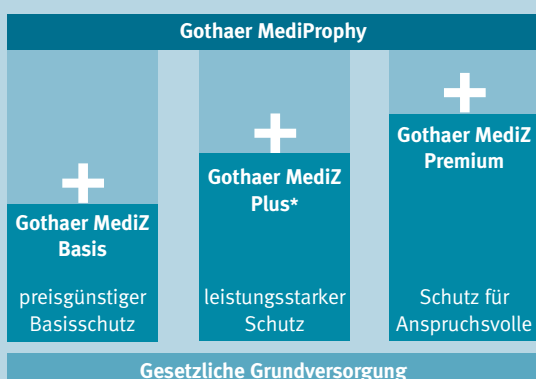 Gothaer MediProphy
+
Gothaer MediZ
Basis
preisgünstiger
Basisschutz
+
Gothaer MediZ
Plus*
leistungsstarker
Schutz
+
Gothaer MediZ
Premium
Schutz für
Anspruchsvolle
Gesetzliche Grundversorgung